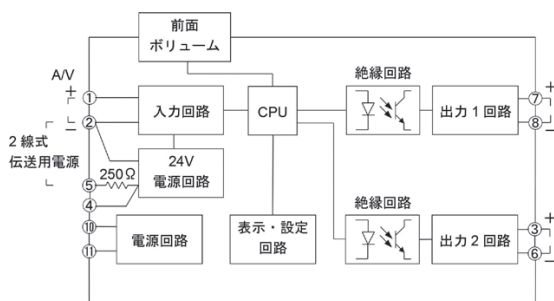 前面
ボリューム
A/V
+
①
−
②
入力回路
CPU
絶縁回路
出力1回路
+
⑦
⑧
−
2線式
伝送用電源
24V
電源回路
250Ω
⑤
④
⑩
⑪
電源回路
表示・設定
回路
絶縁回路
出力2回路
+
③
⑥
−